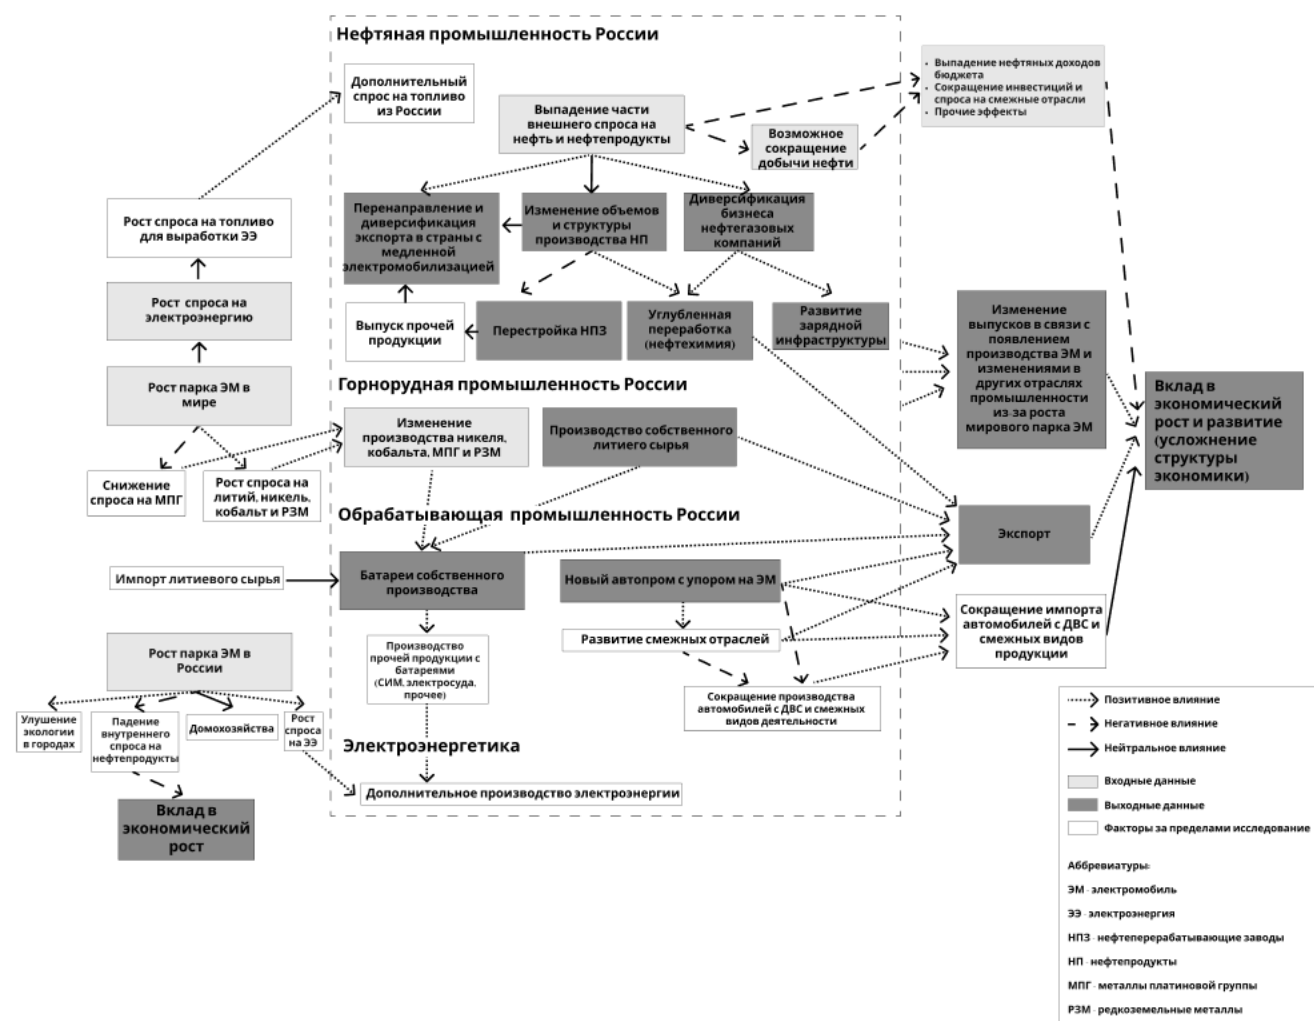 Нефтяная промышленность России
Дополнительный
спрос на топливо
из России
Выпадение части
внешнего спроса на
нефть и нефтепродукты
Возможное
сокращение
добычи нефти
• Выпадение нефтяных доходов
бюджета
• Сокращение инвестиций и
спроса на смежные отрасли
• Прочие эффекты
Рост спроса на топливо
для выработки ЭЭ
Перенаправление и
диверсификация
экспорта в страны с
медленной
электромобилизацией
Изменение объемов
и структуры
производства НП
Диверсификация
бизнеса
нефтегазовых
компаний
Рост спроса на
электроэнергию
Выпуск прочей
продукции
Перестройка НПЗ
Углубленная
переработка
(нефтехимия)
Развитие
зарядной
инфраструктуры
Изменение
выпусков в связи с
появлением
производства ЭМ и
изменениями в
других отраслях
промышленности
из-за роста
мирового парка ЭМ
Вклад в
экономический
рост и развитие
(усложнение
структуры
экономики)
Рост парка ЭМ в
мире
Горнорудная промышленность России
Изменение
производства никеля,
кобальта, МПГ и РЗМ
Производство собственного
литиего сырья
Снижение
спроса на МПГ
Рост спроса на
литий, никель,
кобальт и РЗМ
Обрабатывающая промышленность России
Экспорт
Импорт литиевого сырья
Батареи собственного
производства
Новый автопром с упором на ЭМ
Развитие смежных отраслей
Сокращение импорта
автомобилей с ДВС и
смежных видов
продукции
Рост парка ЭМ в
России
Производство
прочей продукции с
батареями
(СИМ, электросуда,
прочее)
Сокращение производства
автомобилей с ДВС и смежных
видов деятельности
Улушение
экологии
в городах
Падение
внутреннего
спроса на
нефтепродукты
Домохозяйства
Рост
спроса
на ЭЭ
Электроэнергетика
Дополнительное производство электроэнергии
Вклад в
экономический
рост
Позитивное влияние
Негативное влияние
Нейтральное влияние
Входные данные
Выходные данные
Факторы за пределами исследование
Аббревиатуры:
ЭМ - электромобиль
ЭЭ - электроэнергия
НПЗ - нефтеперерабатывающие заводы
НП - нефтепродукты
МПГ - металлы платиновой группы
РЗМ - редкоземельные металлы